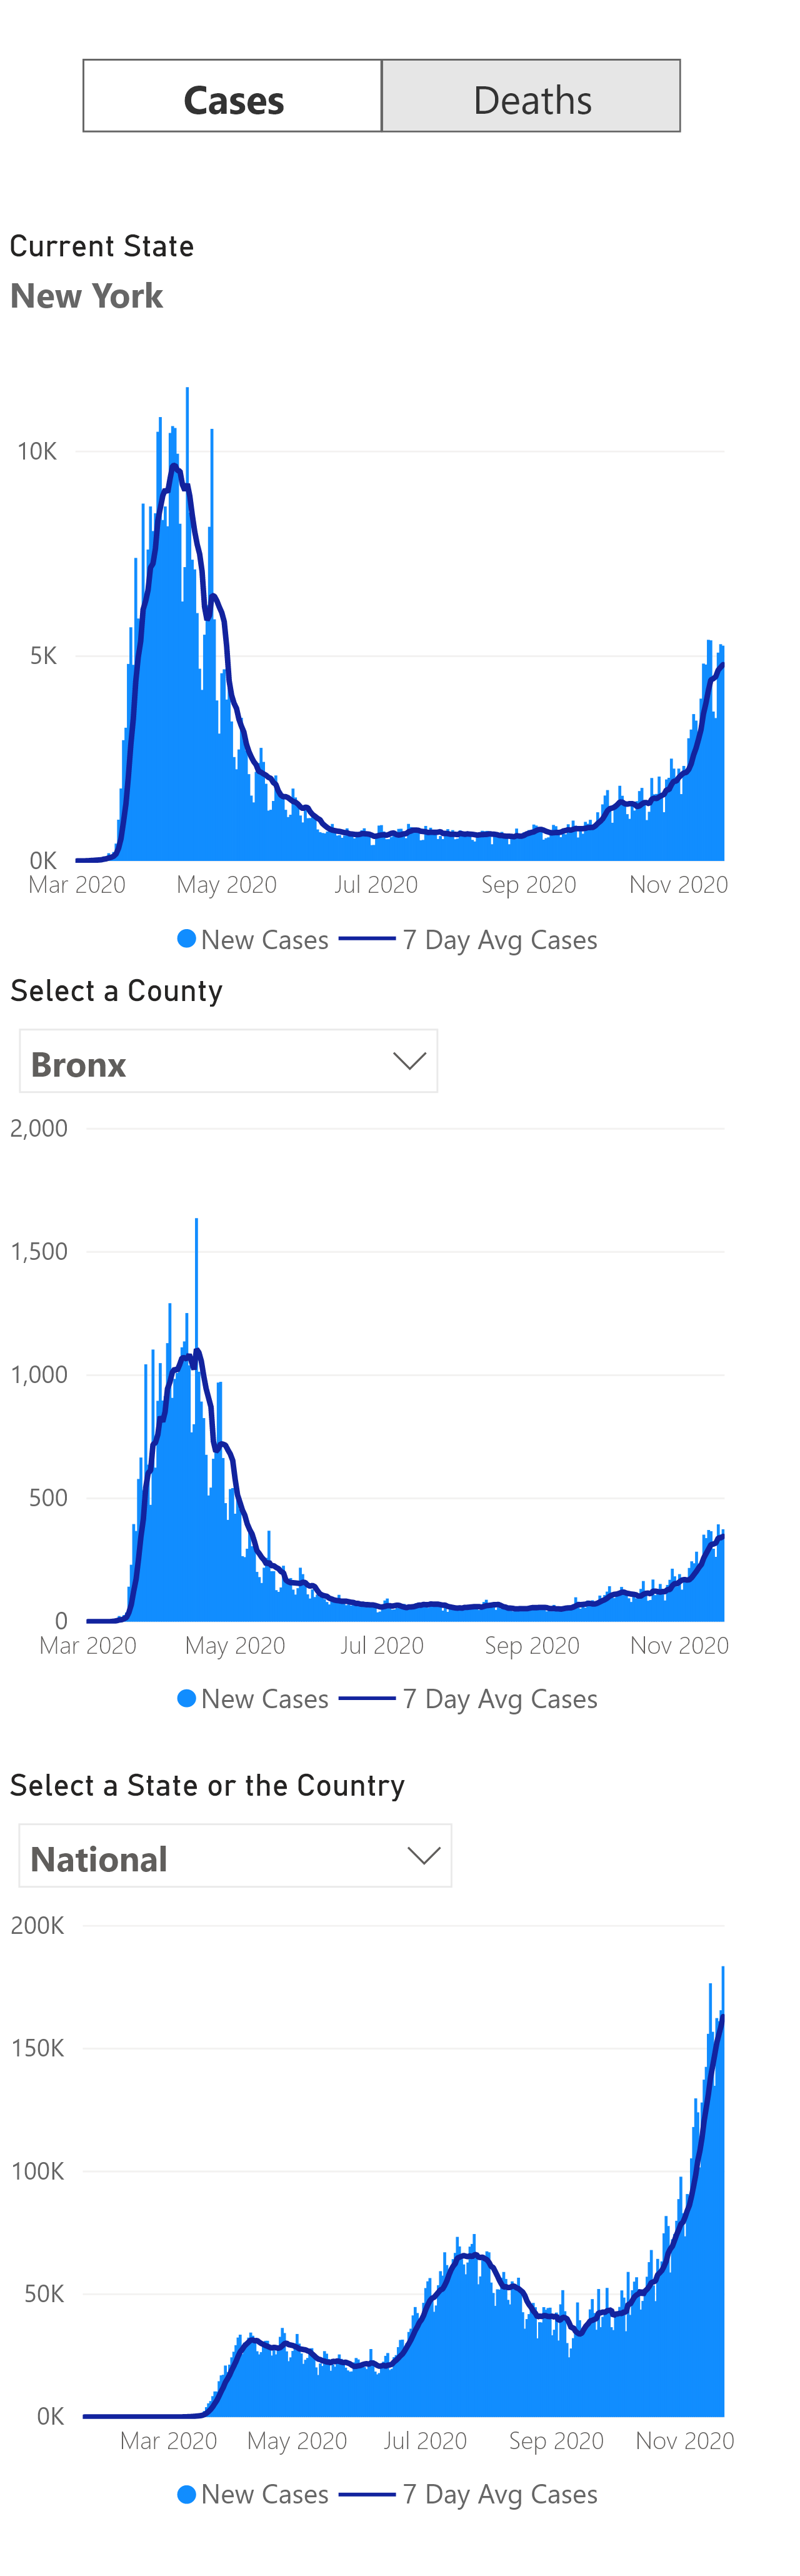 Cases Deaths
Current State
New York
10K
5K
0K
Mar 2020 May 2020 Jul 2020 Sep 2020 Nov 2020
New Cases 7 Day Avg Cases
Select a County
Bronx
2,000
1,500
1,000
500
0
Mar 2020 May 2020 Jul 2020 Sep 2020 Nov 2020
New Cases 7 Day Avg Cases
Select a State or the Country
National
200K
150K
100K
50K
0K
Mar 2020 May 2020 Jul 2020 Sep 2020 Nov 2020
New Cases 7 Day Avg Cases